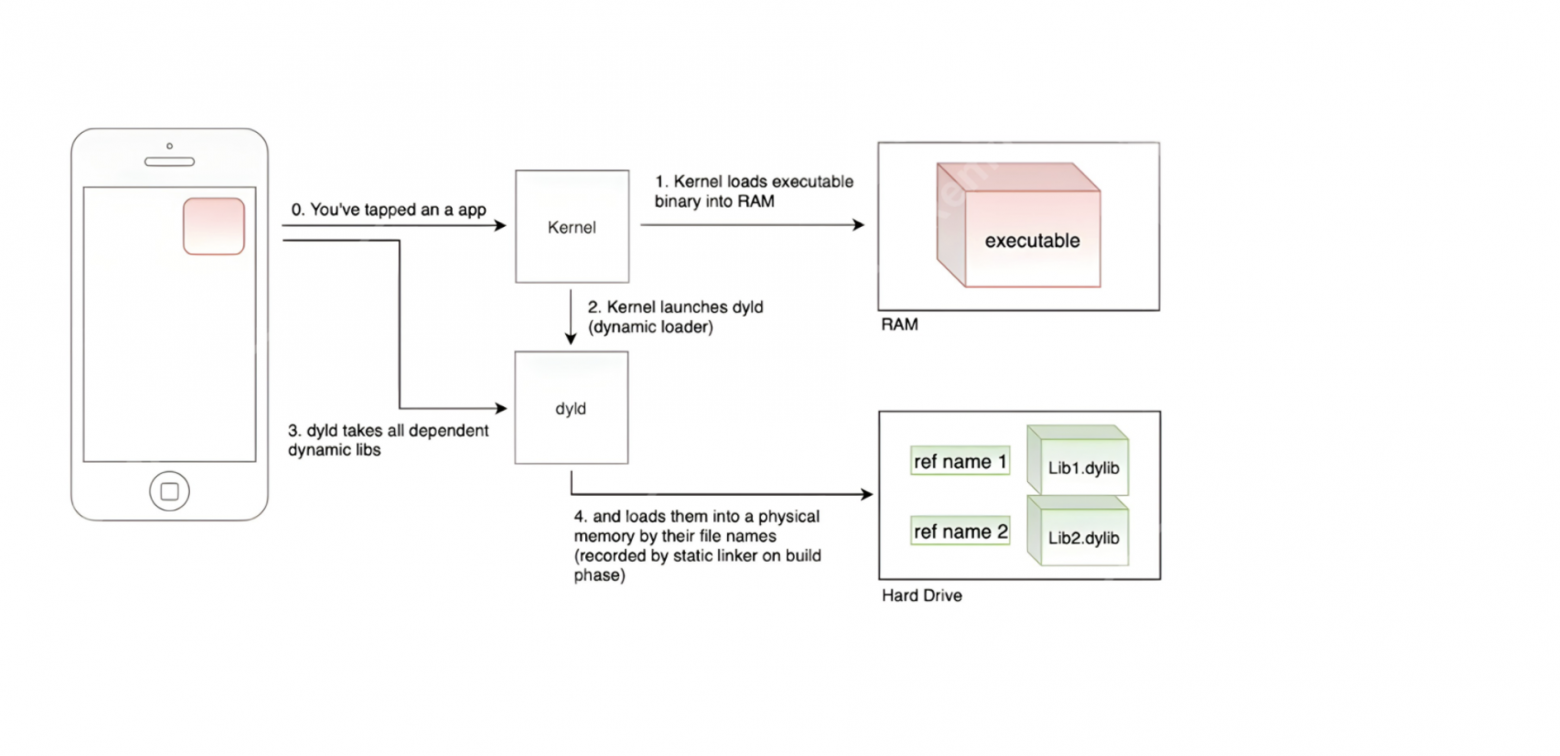 0. You've tapped an a app
Kernel
1. Kernel loads executable
binary into RAM
executable
RAM
2. Kernel launches dyld
(dynamic loader)
dyld
3. dyld takes all dependent
dynamic libs
4. and loads them into a physical
memory by their file names
(recorded by static linker on build
phase)
ref name 1
Lib1.dylib
ref name 2
Lib2.dylib
Hard Drive